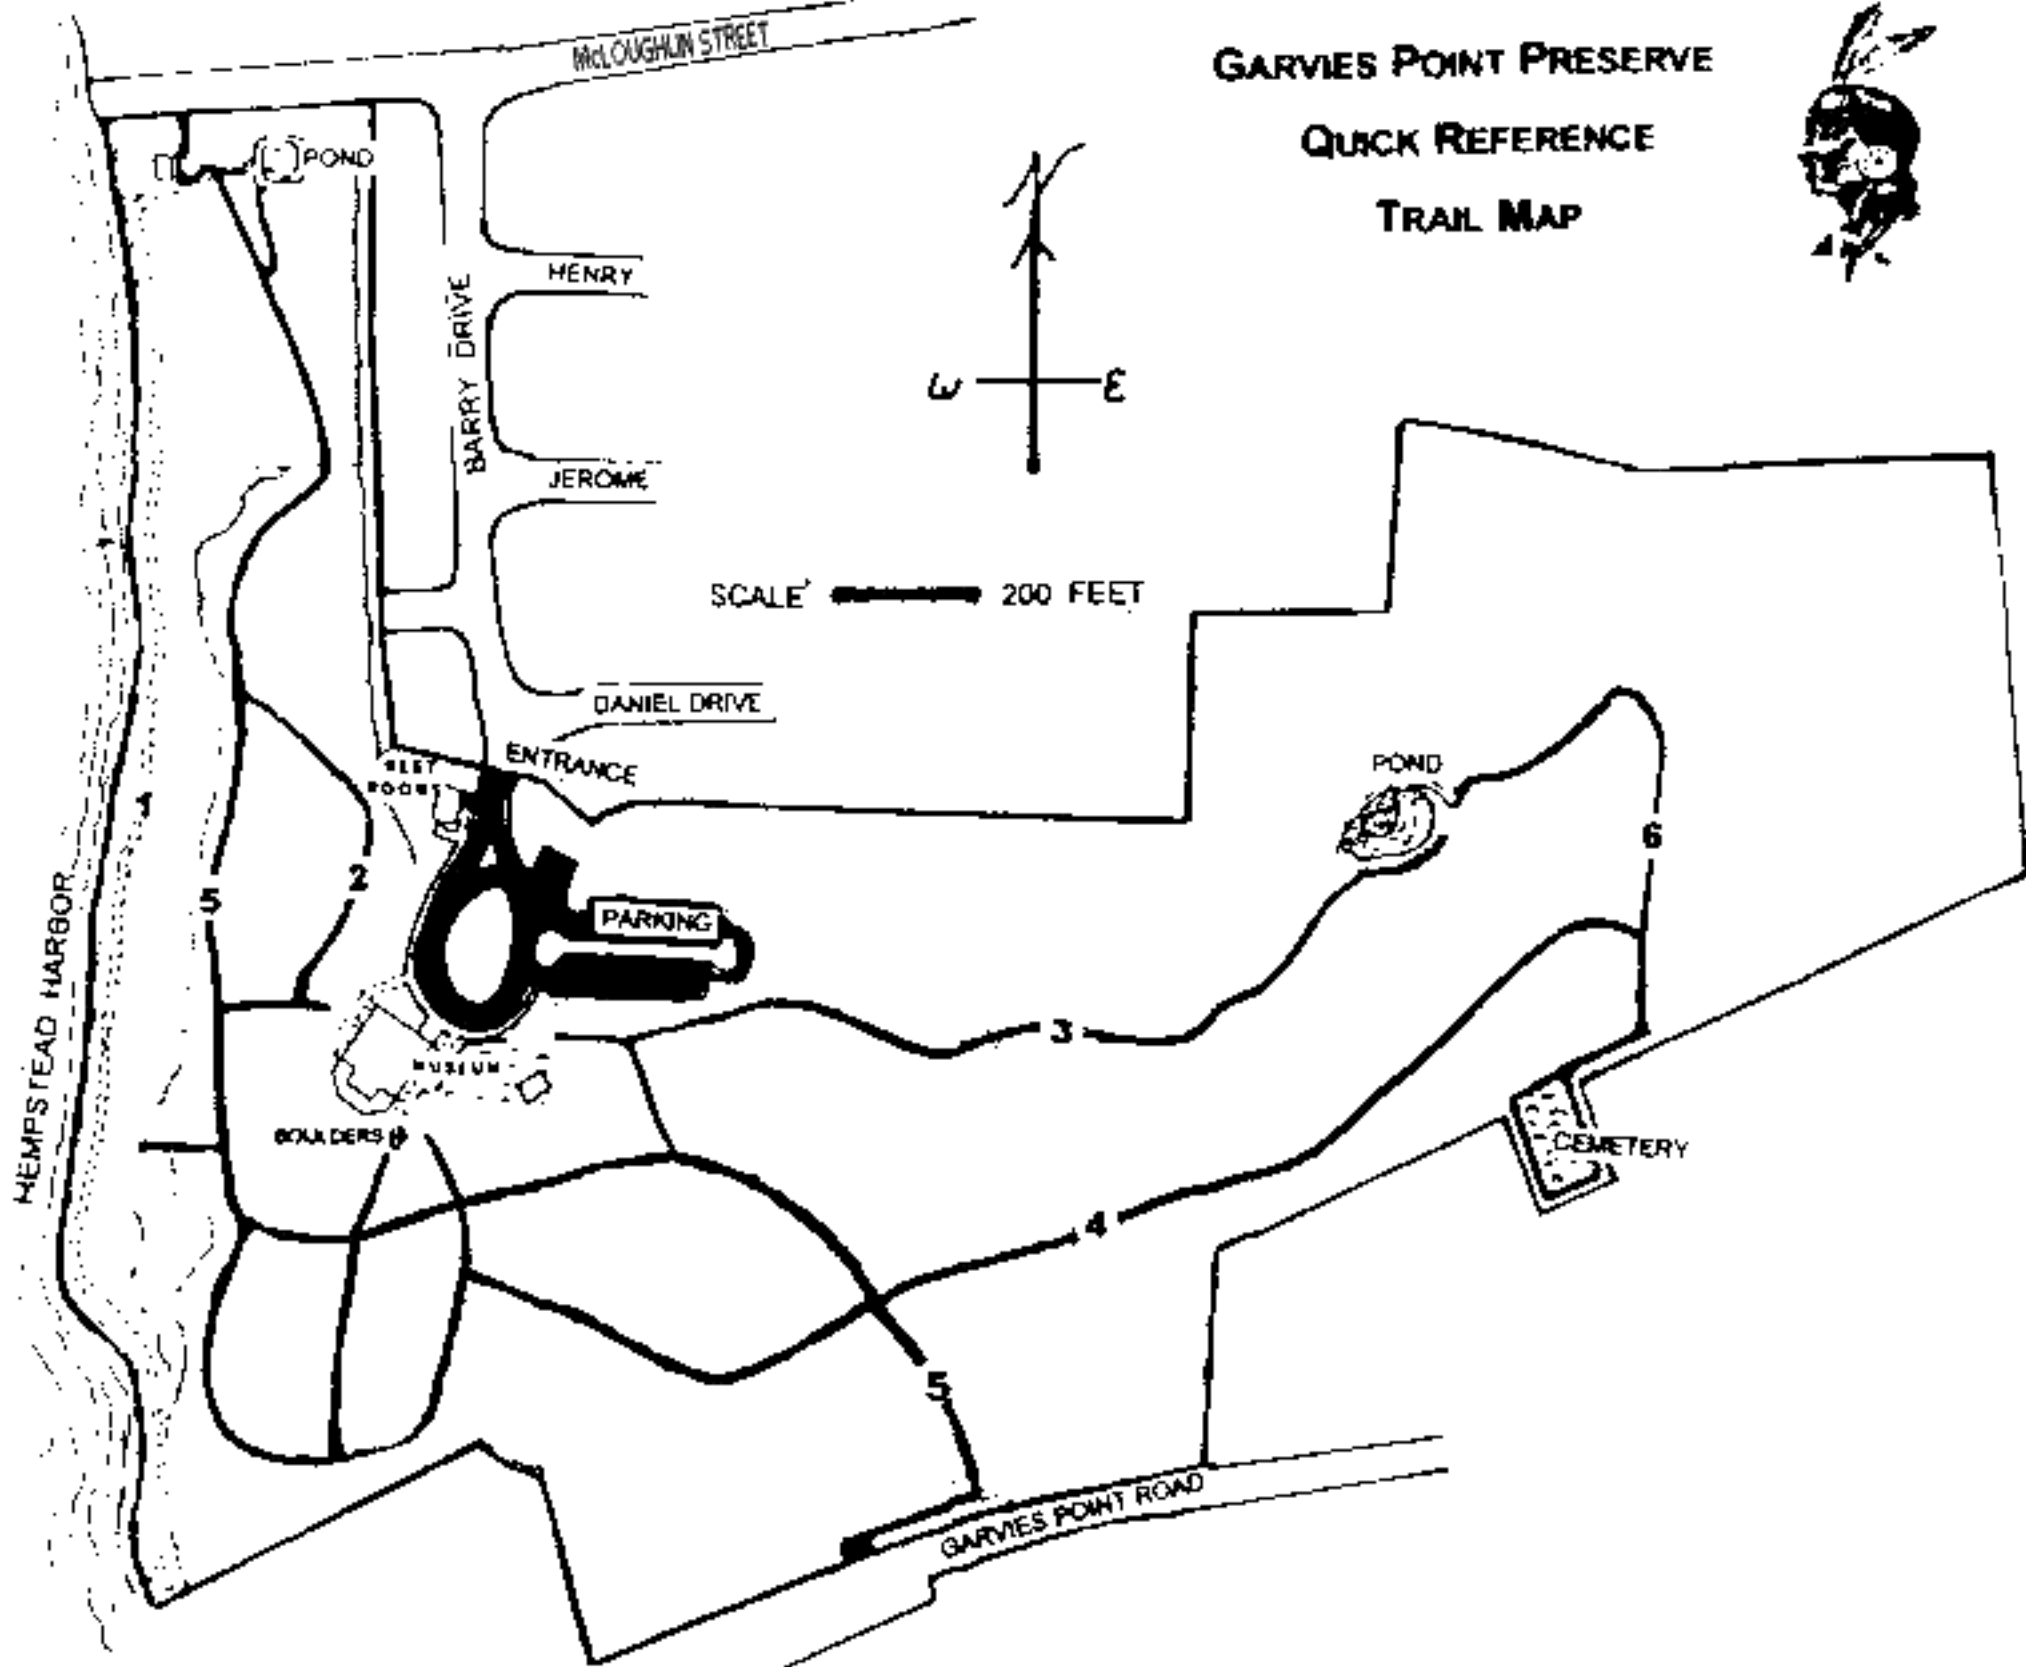 McLOUGHLIN STREET
GARVIES POINT PRESERVE
QUICK REFERENCE
TRAIL MAP
POND
HENRY
BARRY DRIVE
W E
JEROME
SCALE 200 FEET
DANIEL DRIVE
ENTRANCE
ROOMS
POND
6
2
5
PARKING
HEMPSTEAD HARBOR
3
MUSEUM
BOULDERS
CEMETERY
4
5
GARVIES POINT ROAD